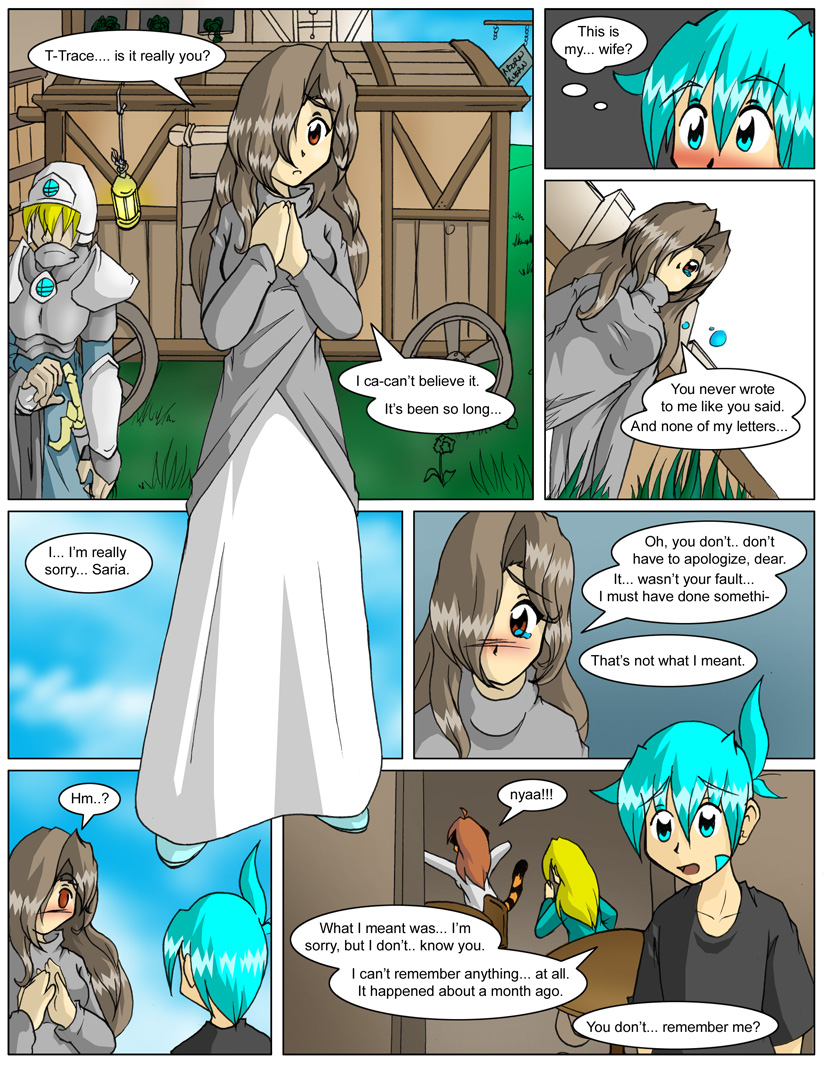 T-Trace.... is it really you?
I ca-can't believe it.
It's been so long...
This is
my... wife?
You never wrote
to me like you said.
And none of my letters...
I... I'm really
sorry... Saria.
Oh, you don't.. don't
have to apologize, dear.
It... wasn't your fault...
I must have done somethi-
That's not what I meant.
Hm..?
nyaa!!!
What I meant was... I'm
sorry, but I don't.. know you.
I can't remember anything... at all.
It happened about a month ago.
You don't... remember me?